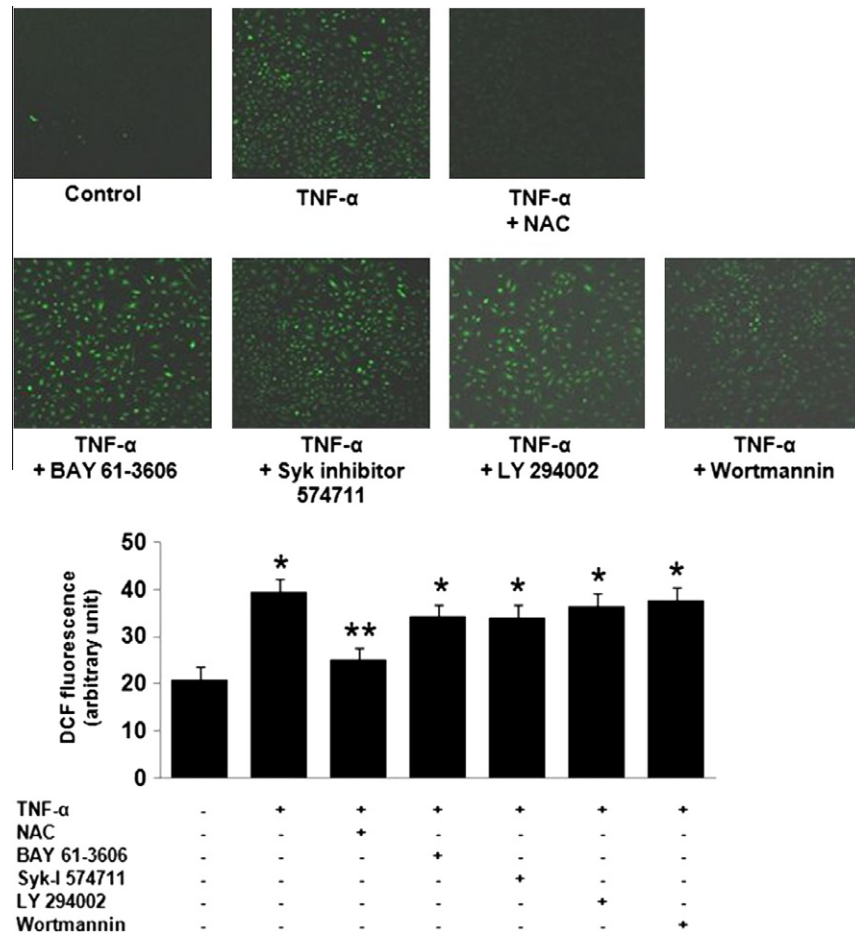 Control
TNF-α
TNF-α
+ NAC
TNF-α
+ BAY 61-3606
TNF-α
+ Syk inhibitor
574711
TNF-α
+ LY 294002
TNF-α
+ Wortmannin
DCF fluorescence
(arbitrary unit)
50
40
30
20
10
0
*
**
*
*
*
*
TNF-α - + + + + + +
NAC - - + - - - -
BAY 61-3606 - - - + - - -
Syk-I 574711 - - - - + - -
LY 294002 - - - - - + -
Wortmannin - - - - - - +